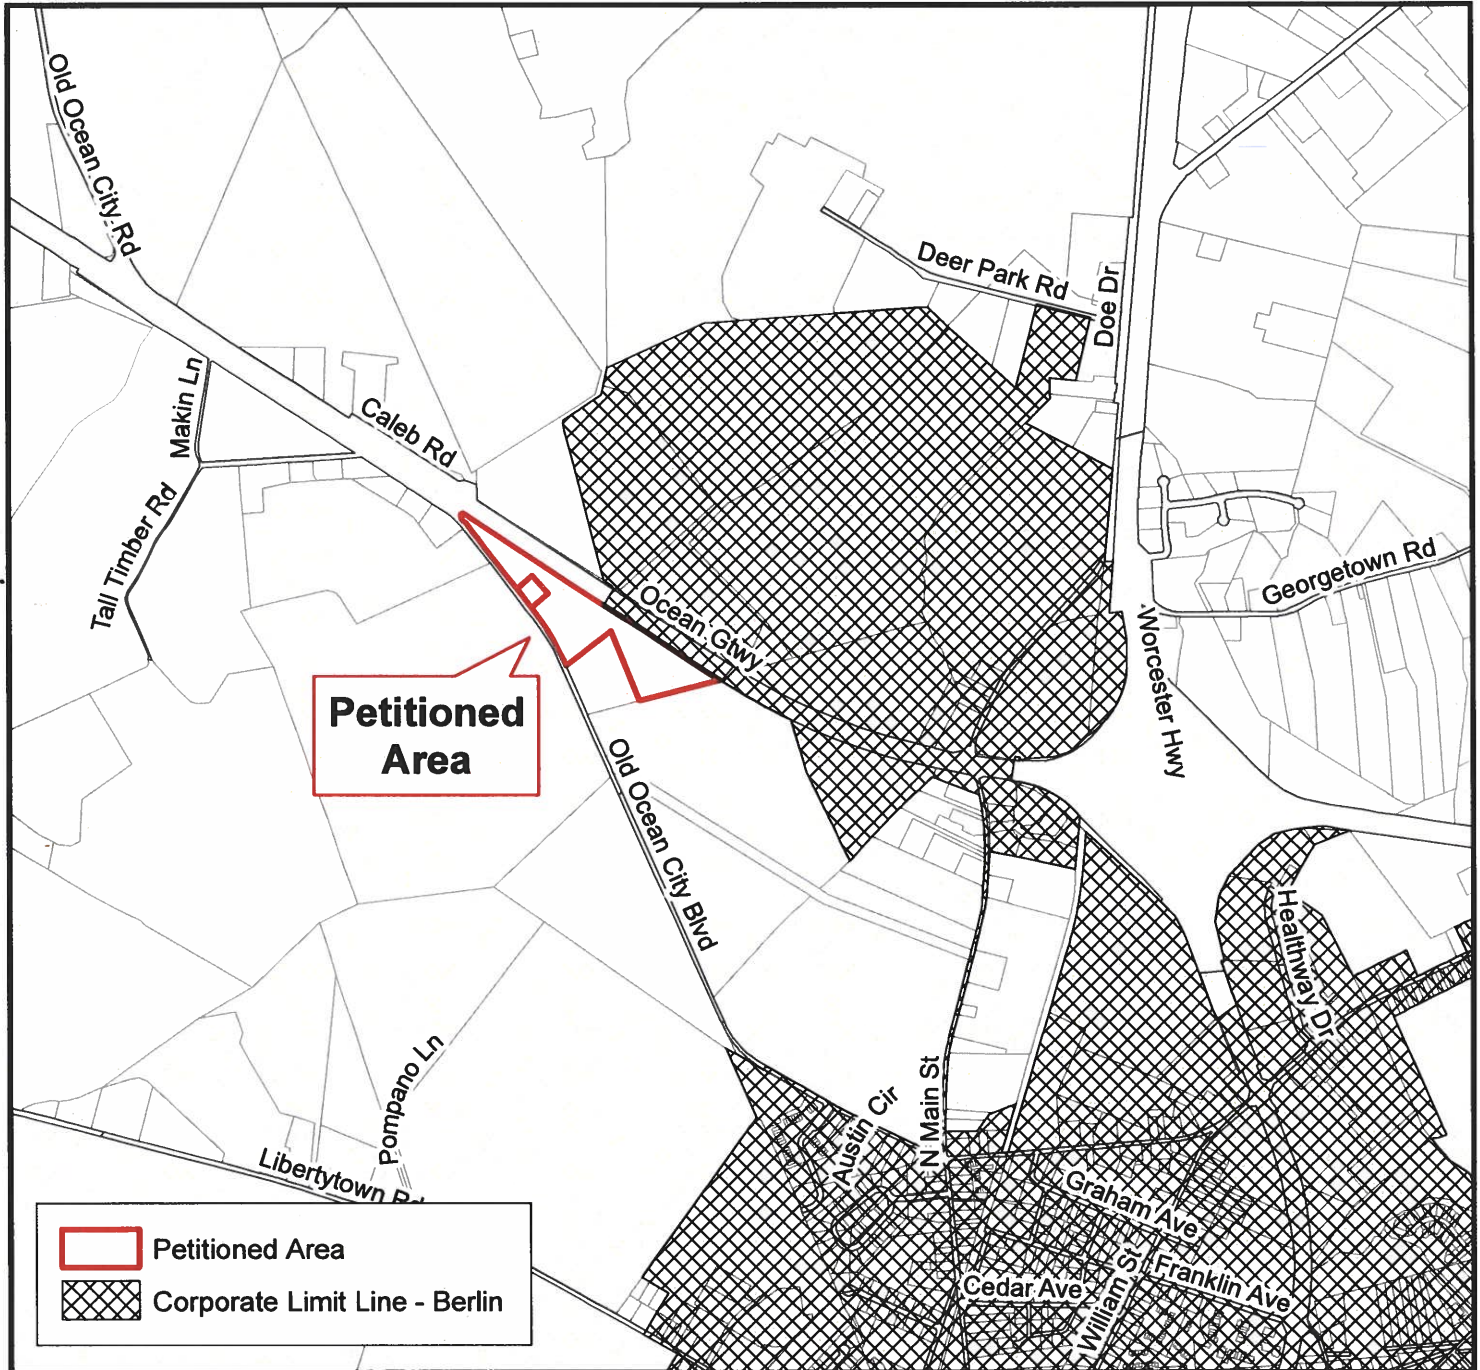 Old Ocean City Rd
Deer Park Rd
Doe Dr
Makin Ln
Caleb Rd
Tall Timber Rd
Georgetown Rd
Ocean Gtwy
Worcester Hwy
Petitioned
Area
Old Ocean City Blvd
Healthway Dr
Pompano Ln
N Main St
Austin Cir
Libertytown Rd
Graham Ave
Franklin Ave
Cedar Ave
William St
Petitioned Area
Corporate Limit Line - Berlin